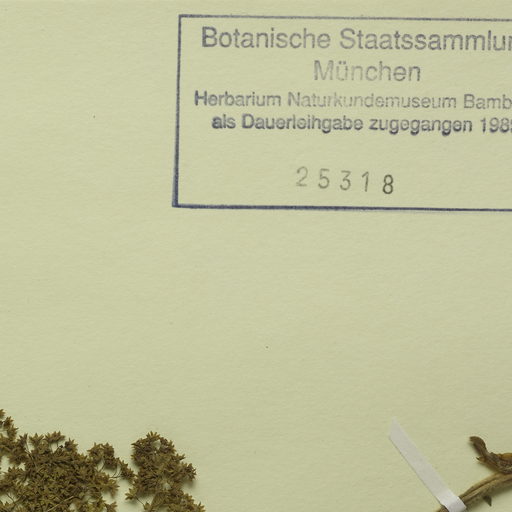 Botanische Staatssammlun
München
Herbarium Naturkundemuseum Bamb
als Dauerleihgabe zugegangen 198
25318